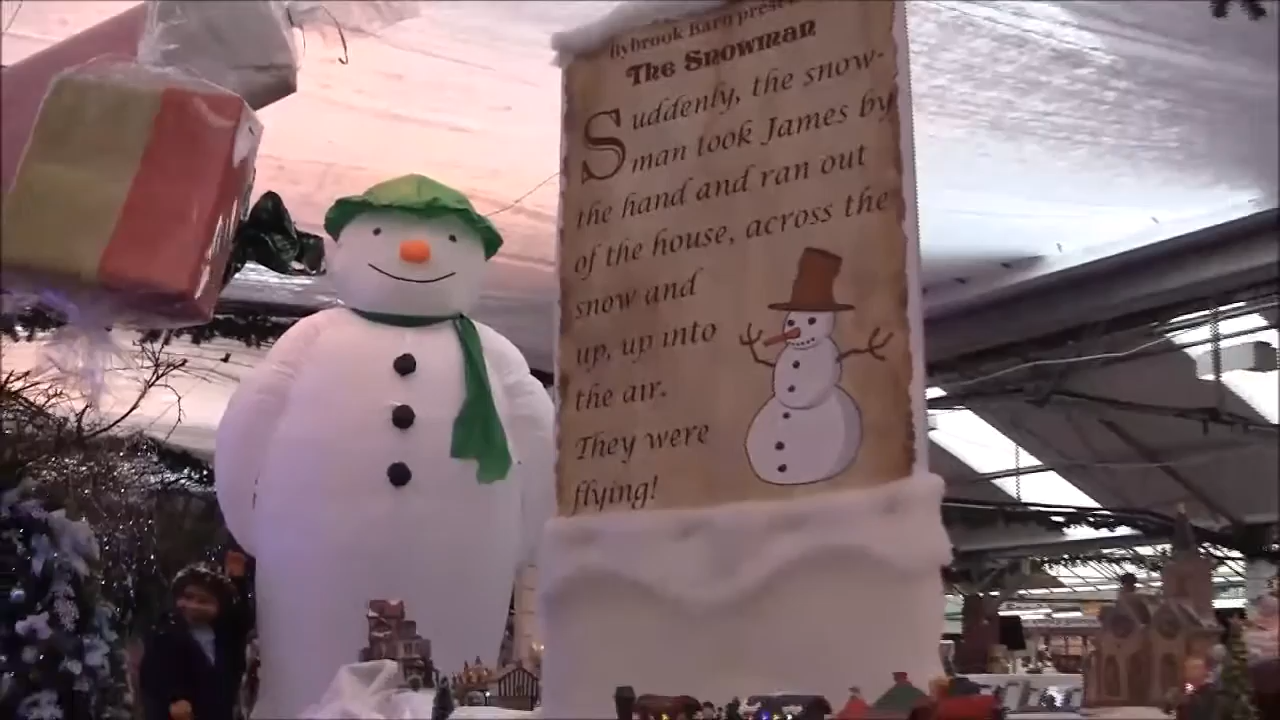 Barn
The Snowman
Suddenly, the snow-
man took James by
the hand and ran out
of the house, across the
snow and
up, up into
the air.
They were
flying!